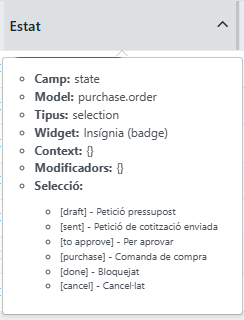 Estat
Camp: state
Model: purchase.order
Tipus: selection
Widget: Insígnia (badge)
Context: {}
Modificadors: {}
Selecció:
[draft] - Petició pressupost
[sent] - Petició de cotització enviada
[to approve] - Per aprovar
[purchase] - Comanda de compra
[done] - Bloquejat
[cancel] - Cancel·lat